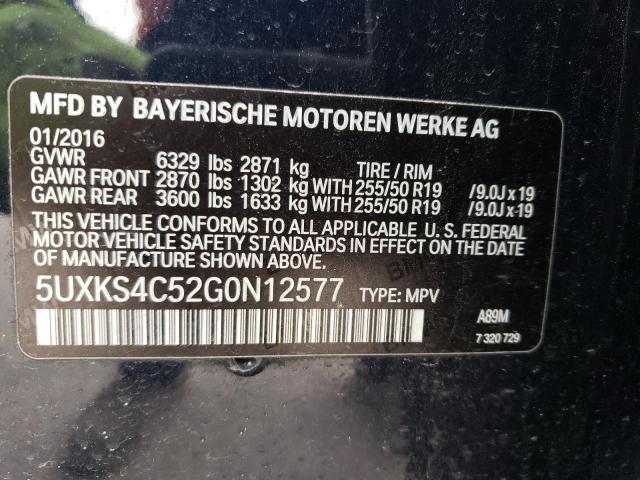 MFD BY BAYERISCHE MOTOREN WERKE AG
01/2016
GVWR 6329 lbs 2871 kg TIRE / RIM
GAWR FRONT 2870 lbs 1302 kg WITH 255/50 R19 /9.0J x 19
GAWR REAR 3600 lbs 1633 kg WITH 255/50 R19 /9.0J x 19
THIS VEHICLE CONFORMS TO ALL APPLICABLE U. S. FEDERAL
MOTOR VEHICLE SAFETY STANDARDS IN EFFECT ON THE DATE
OF MANUFACTURE SHOWN ABOVE.
5UXKS4C52G0N12577 TYPE: MPV
A89M
7 320 729